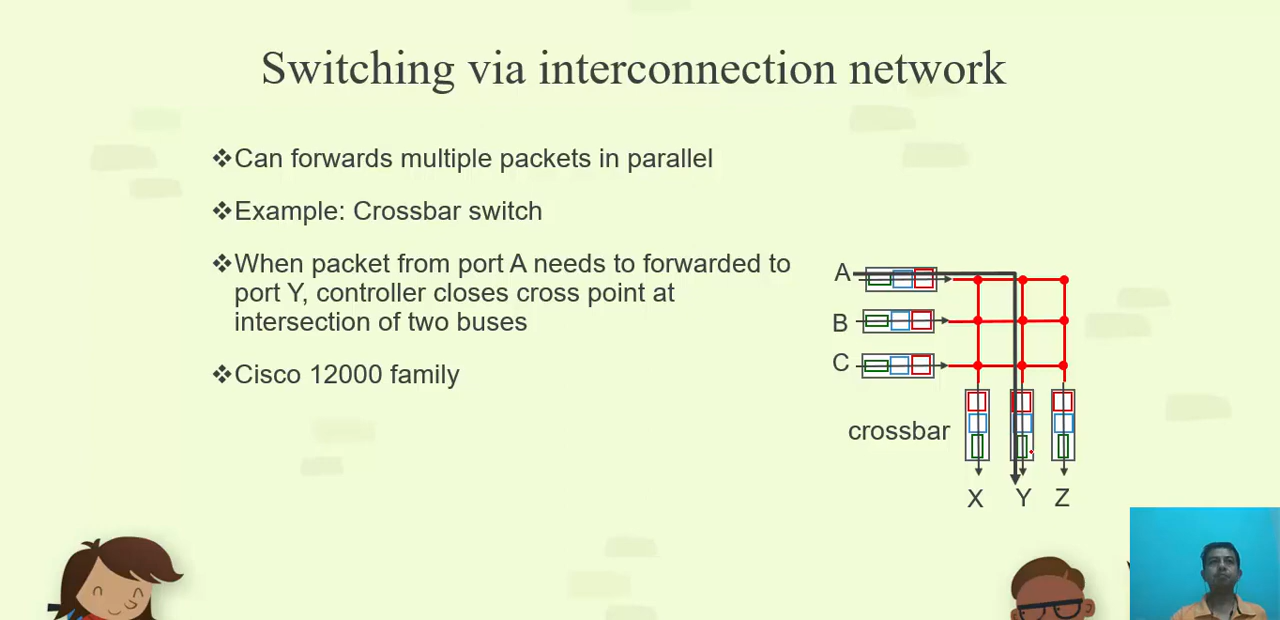 Switching via interconnection network
❖Can forwards multiple packets in parallel
❖Example: Crossbar switch
❖When packet from port A needs to forwarded to
port Y, controller closes cross point at
intersection of two buses
❖Cisco 12000 family
A
B
C
crossbar
X Y Z